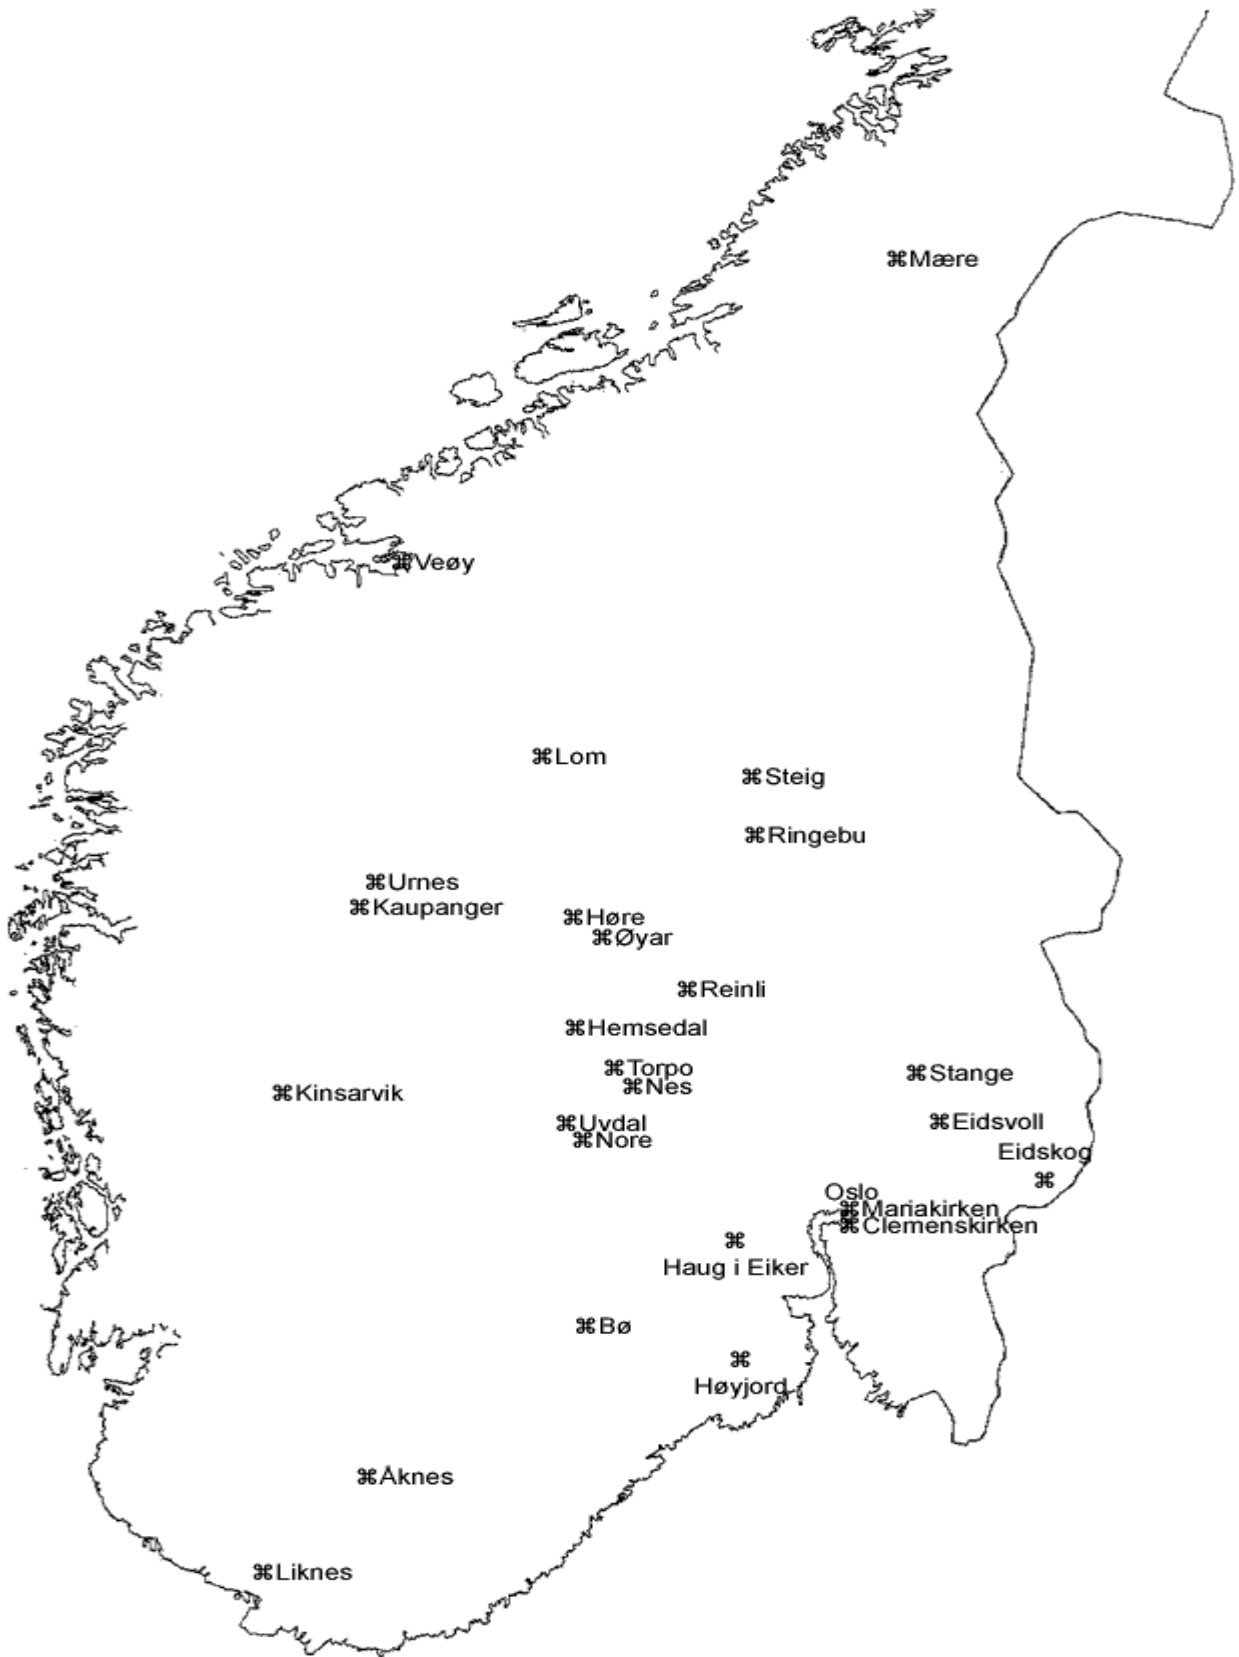 ⌘Mære
⌘Veøy
⌘Lom
⌘Steig
⌘Ringebu
⌘Urnes
⌘Kaupanger
⌘Høre
⌘Øyar
⌘Reinli
⌘Hemsedal
⌘Torpo
⌘Stange
⌘Nes
⌘Kinsarvik
⌘Uvdal
⌘Eidsvoll
⌘Nore
Eidskog
⌘
Oslo
⌘Mariakirken
⌘Clemenskirken
⌘
Haug i Eiker
⌘Bø
⌘
Høyjord
⌘Åknes
⌘Liknes